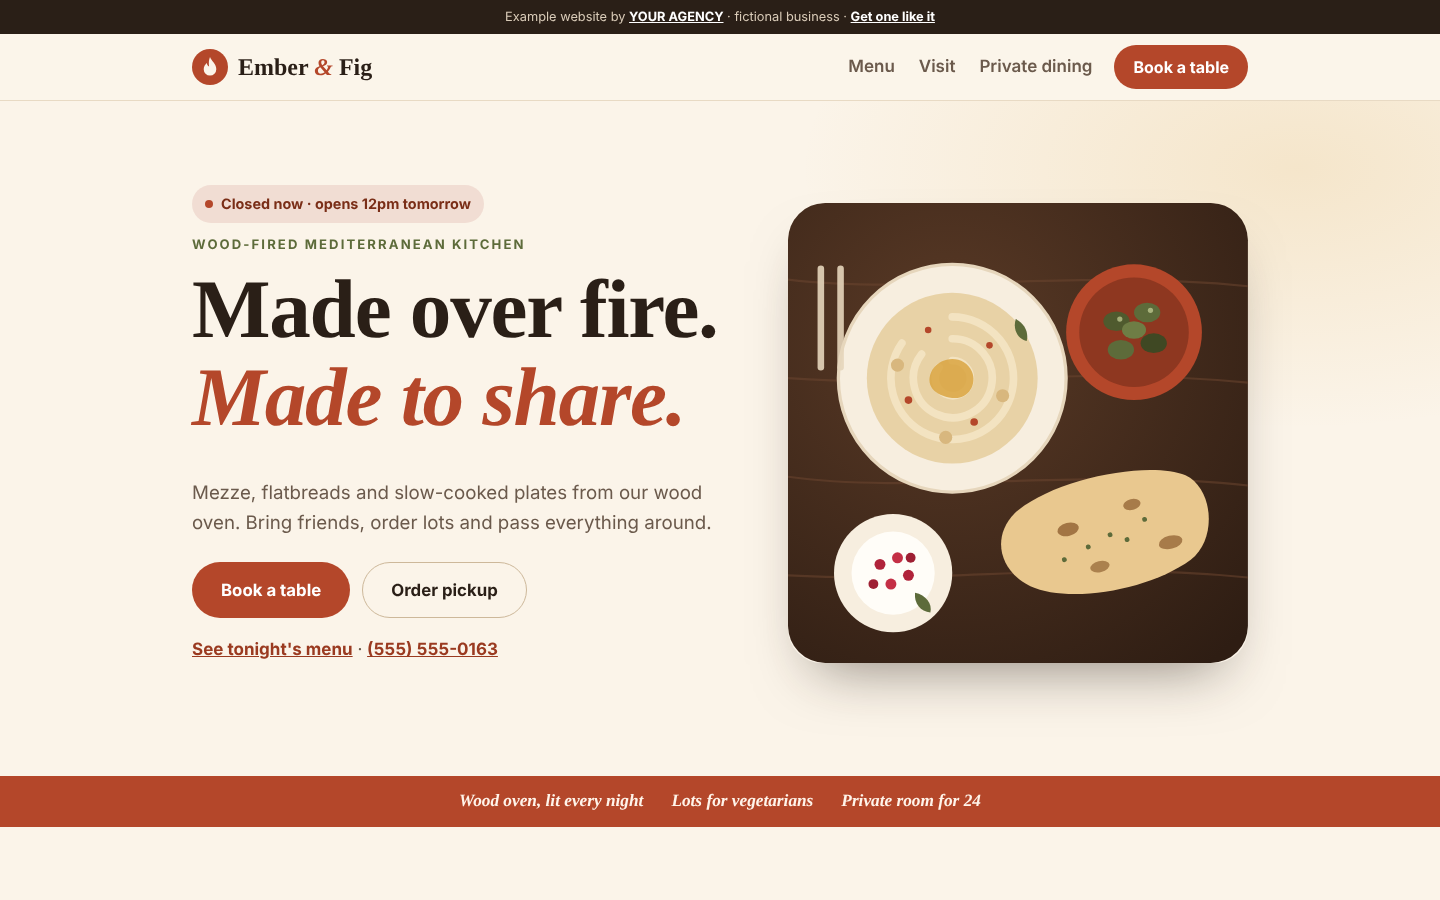 Example website by YOUR AGENCY · fictional business · Get one like it
Ember & Fig
Menu Visit Private dining Book a table
Closed now · opens 12pm tomorrow
WOOD-FIRED MEDITERRANEAN KITCHEN
Made over fire.
Made to share.
Mezze, flatbreads and slow-cooked plates from our wood
oven. Bring friends, order lots and pass everything around.
Book a table Order pickup
See tonight's menu · (555) 555-0163
Wood oven, lit every night Lots for vegetarians Private room for 24